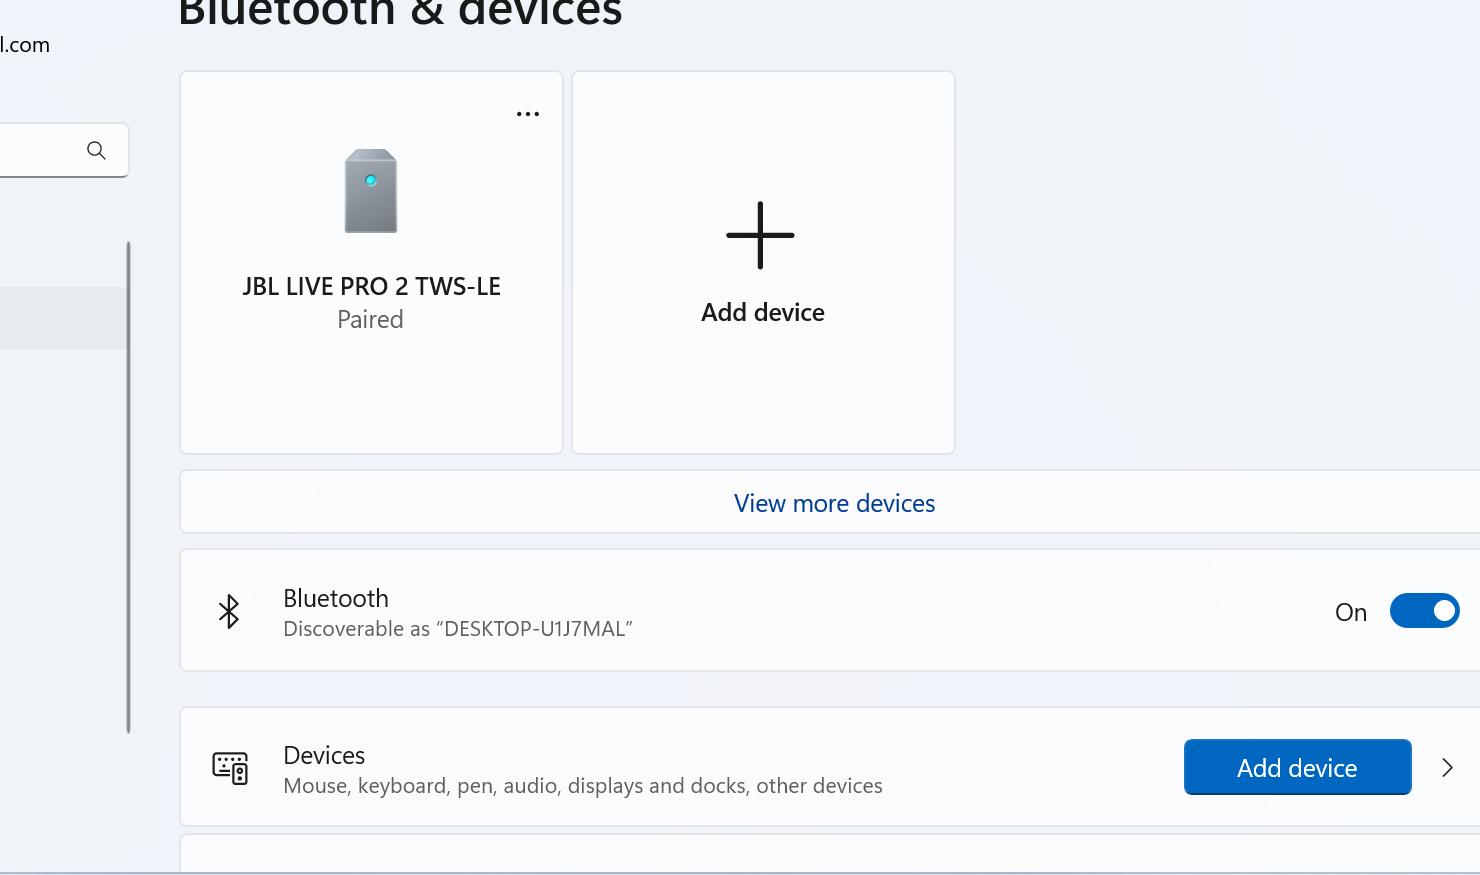 Bluetooth & devices
l.com
JBL LIVE PRO 2 TWS-LE
Paired
Add device
View more devices
Bluetooth
Discoverable as “DESKTOP-U1J7MAL”
On
Devices
Mouse, keyboard, pen, audio, displays and docks, other devices
Add device